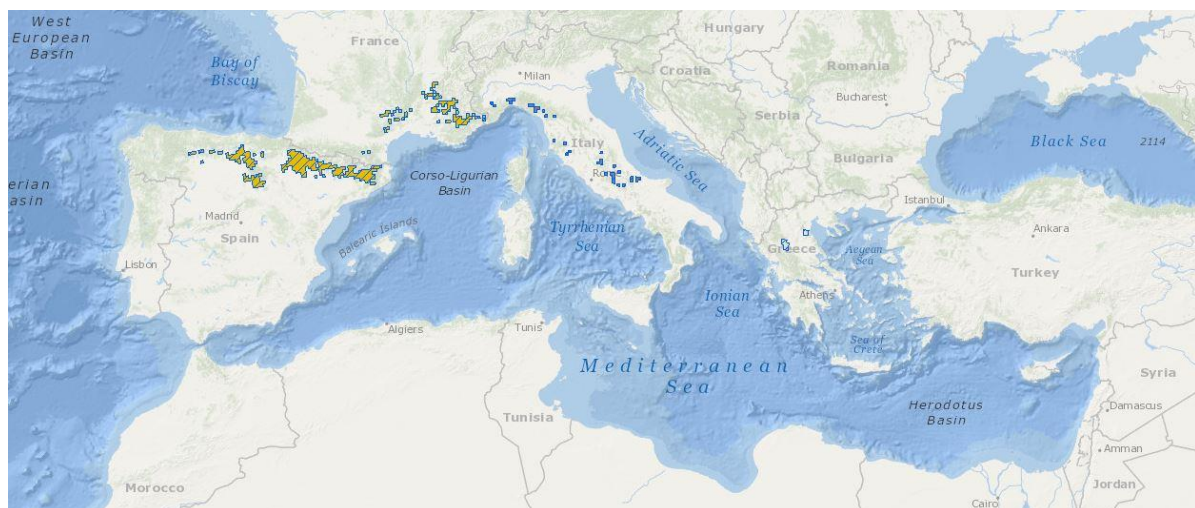 West
European
Basin
France
Hungary
Bay of
Biscay
Milan
Croatia
Romania
Bucharest
Serbia
Italy
Adriatic Sea
Black Sea
2114
Bulgaria
Corso-Ligurian
Basin
erian
asin
Madrid
Spain
Balearic Islands
Istanbul
Tyrrhenian
Sea
Ankara
Greece
Aegean
Sea
Lisbon
Turkey
Athens
Ionian
Sea
Algiers
Tunis
Sea of
Crete
Mediterranean
Sea
Syria
Herodotus
Basin
Damascus
Tunisia
Amman
Morocco
Jordan
Cairo